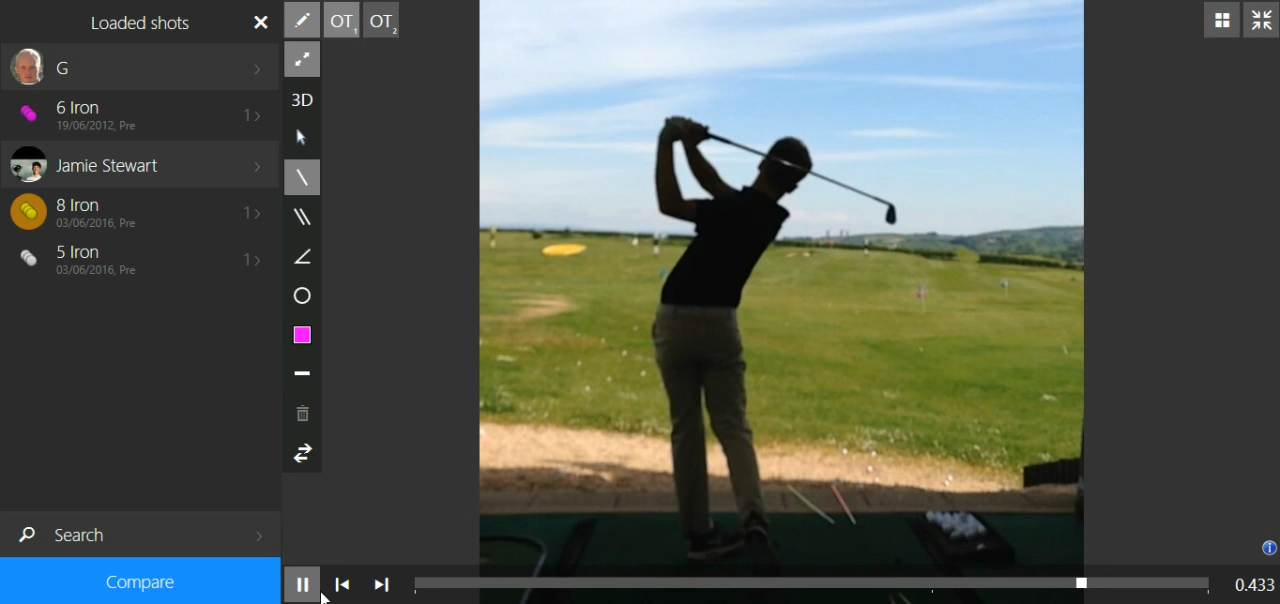 Loaded shots
OT1 OT2
G
3D
6 Iron
19/06/2012, Pre
1
Jamie Stewart
8 Iron
03/06/2016, Pre
1
5 Iron
03/06/2016, Pre
1
Search
Compare
0.433